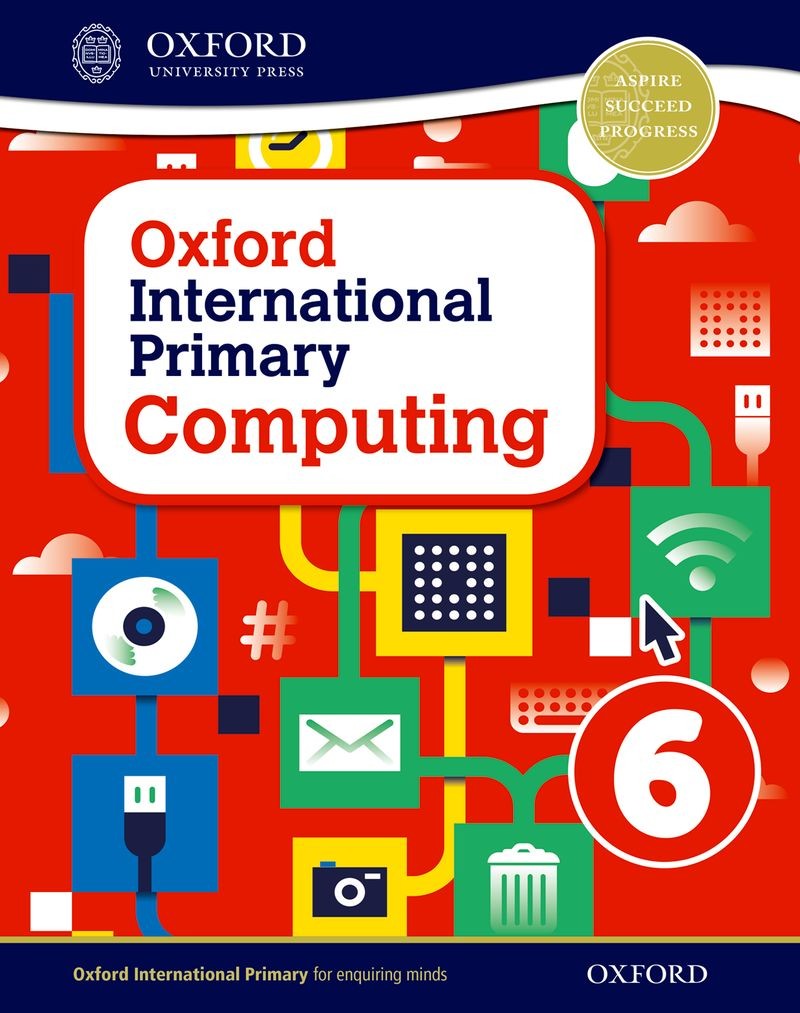 OXFORD
UNIVERSITY PRESS
ASPIRE
SUCCEED
PROGRESS
Oxford
International
Primary
Computing
#
6
Oxford International Primary for enquiring minds
OXFORD